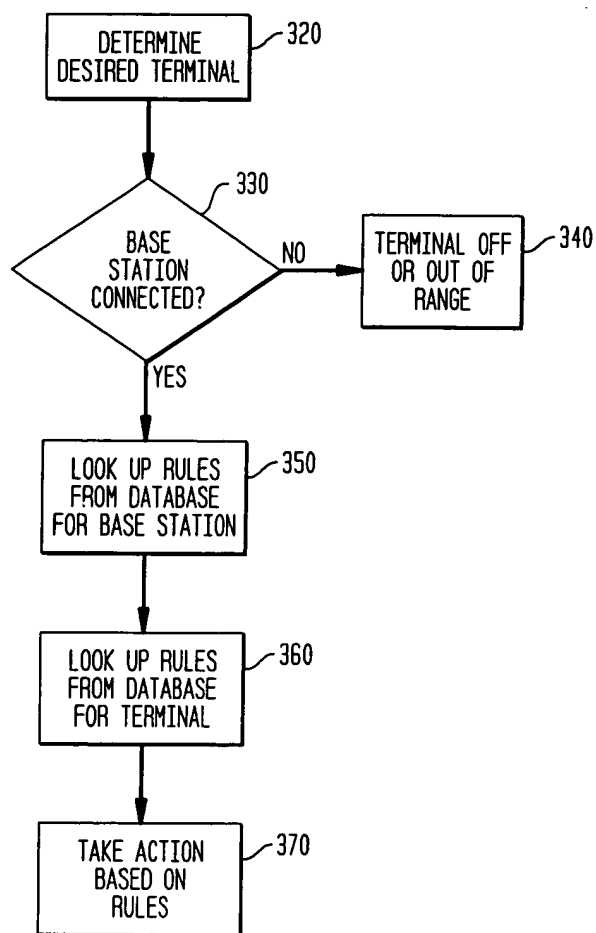 DETERMINE
DESIRED TERMINAL
320
330
BASE
STATION
CONNECTED?
NO
TERMINAL OFF
OR OUT OF
RANGE
340
YES
LOOK UP RULES
FROM DATABASE
FOR BASE STATION
350
LOOK UP RULES
FROM DATABASE
FOR TERMINAL
360
TAKE ACTION
BASED ON
RULES
370